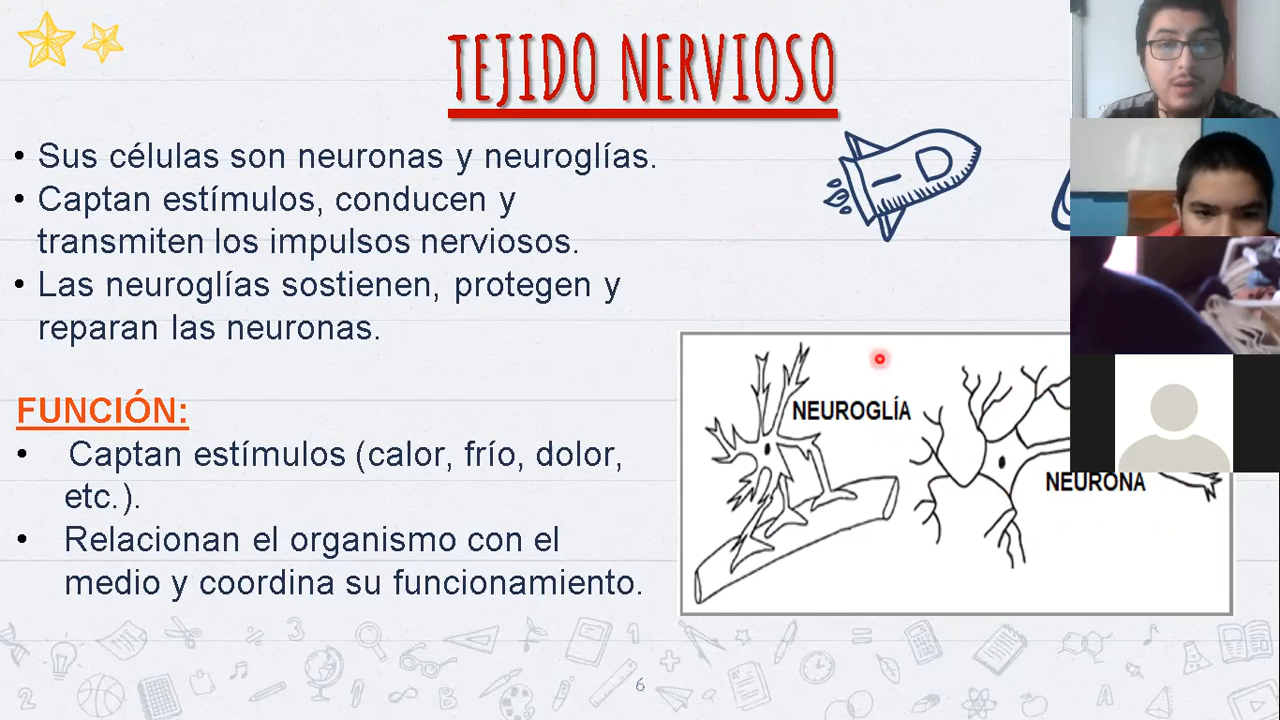 TEJIDO NERVIOSO
• Sus células son neuronas y neuroglías.
• Captan estímulos, conducen y
transmiten los impulsos nerviosos.
• Las neuroglías sostienen, protegen y
reparan las neuronas.
FUNCIÓN:
• Captan estímulos (calor, frío, dolor,
etc.).
• Relacionan el organismo con el
medio y coordina su funcionamiento.
NEUROGLÍA
NEURONA
6